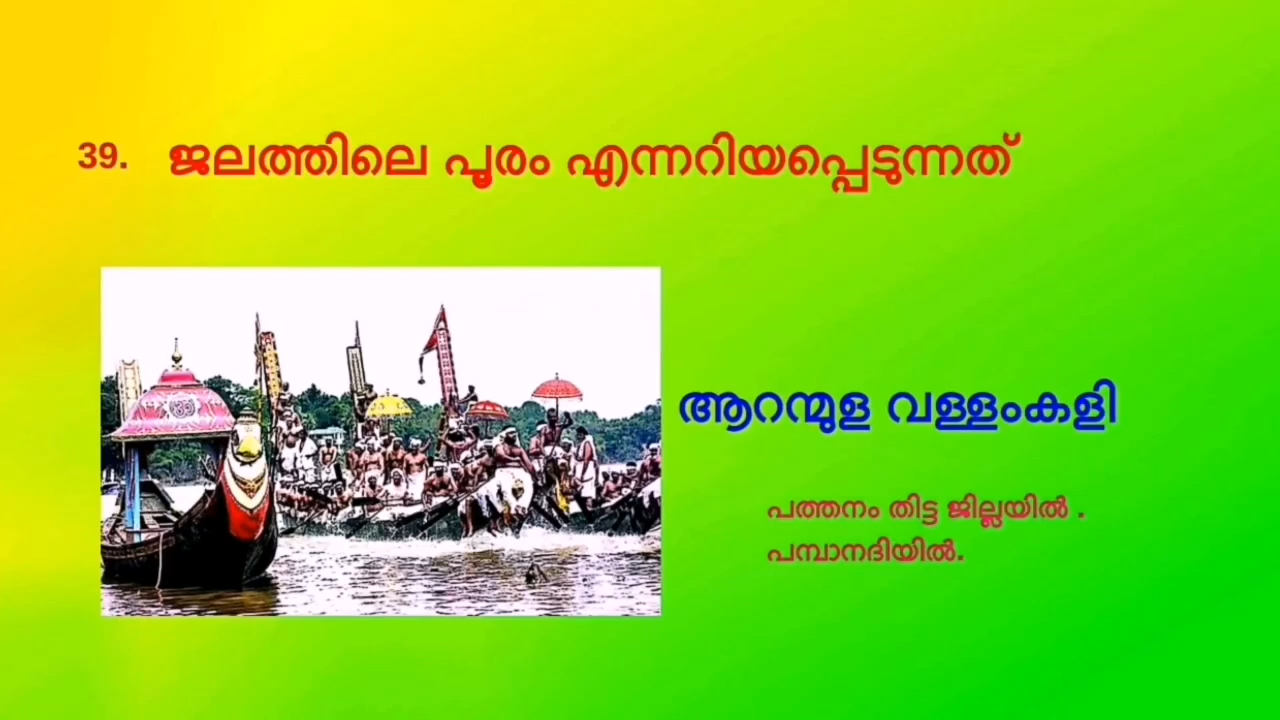 39. ജലത്തിലെ പൂരം എന്നറിയപ്പെടുന്നത്
ആറന്മുള വള്ളംകളി
പത്തനം തിട്ട ജില്ലയിൽ .
പമ്പാനദിയിൽ.